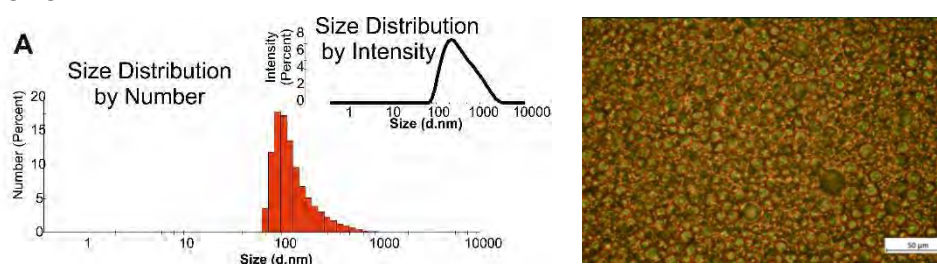 A
Size Distribution
by Number
Number (Percent)
20
15
10
5
0
1
10
100
1000
10000
Size (d.nm)
Size Distribution
by Intensity
Intensity
(Percent)
8
6
4
2
0
1
10
100
1000
10000
Size (d.nm)
50 µm